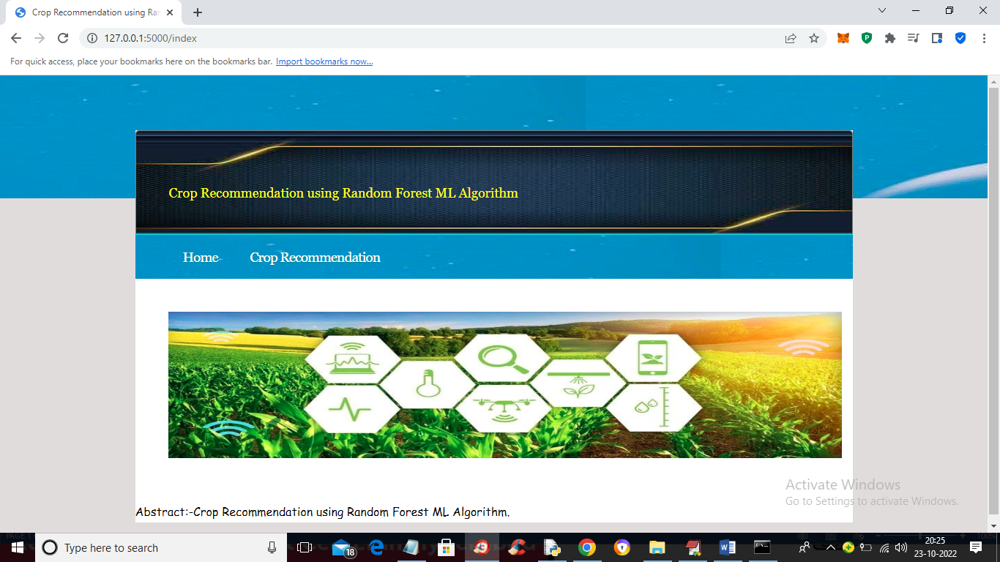 Crop Recommendation using Ra
127.0.0.1:5000/index
For quick access, place your bookmarks here on the bookmarks bar. Import bookmarks now...
Crop Recommendation using Random Forest ML Algorithm
Home
Crop Recommendation
Abstract:-Crop Recommendation using Random Forest ML Algorithm.
Activate Windows
Go to Settings to activate Windows.
PAGE 1
100%
Type here to search
18
20:25
23-10-2022